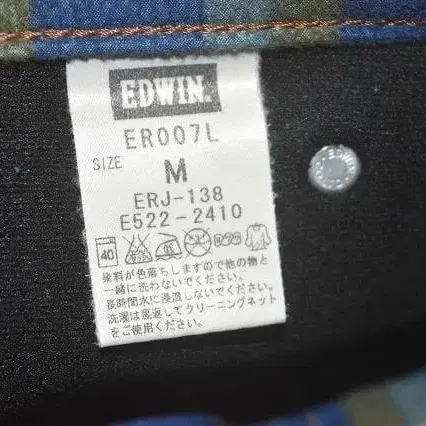 EDWIN.
ER007L
SIZE M
ERJ-138
E522-2410
40
染料が色落ちしますので他の物と
一緒に洗わないでください。
長時間水に浸漬しないでください。
洗濯は裏返してクリーニングネット
をご使用ください。